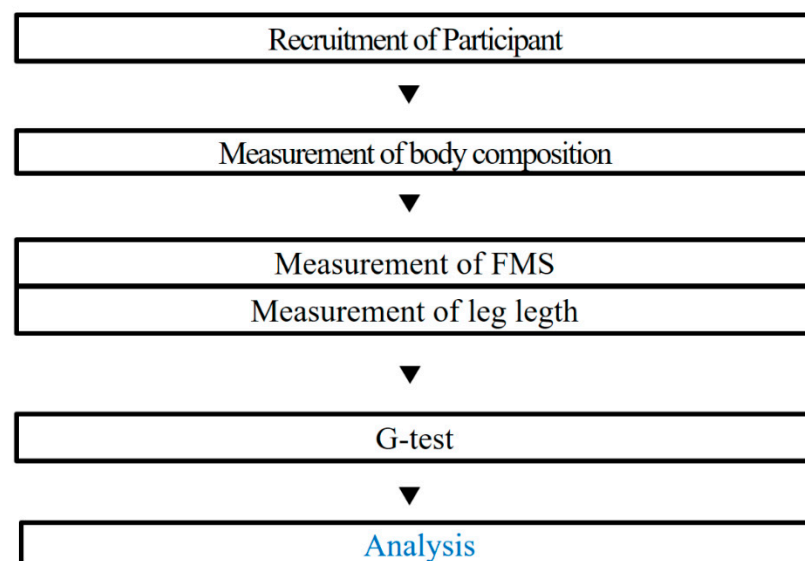 Recruitment of Participant
Measurement of body composition
Measurement of FMS
Measurement of leg legth
G-test
Analysis